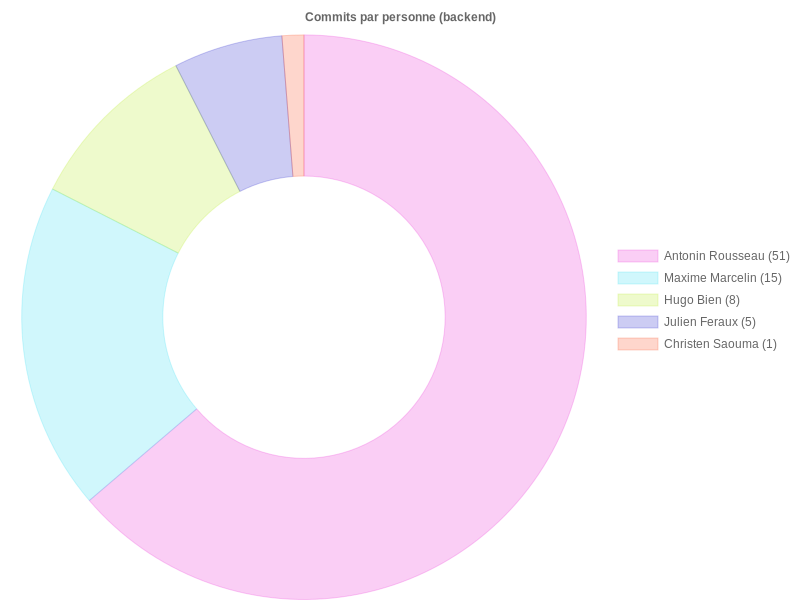 Commits par personne (backend)
Antonin Rousseau (51)
Maxime Marcelin (15)
Hugo Bien (8)
Julien Feraux (5)
Christen Saouma (1)